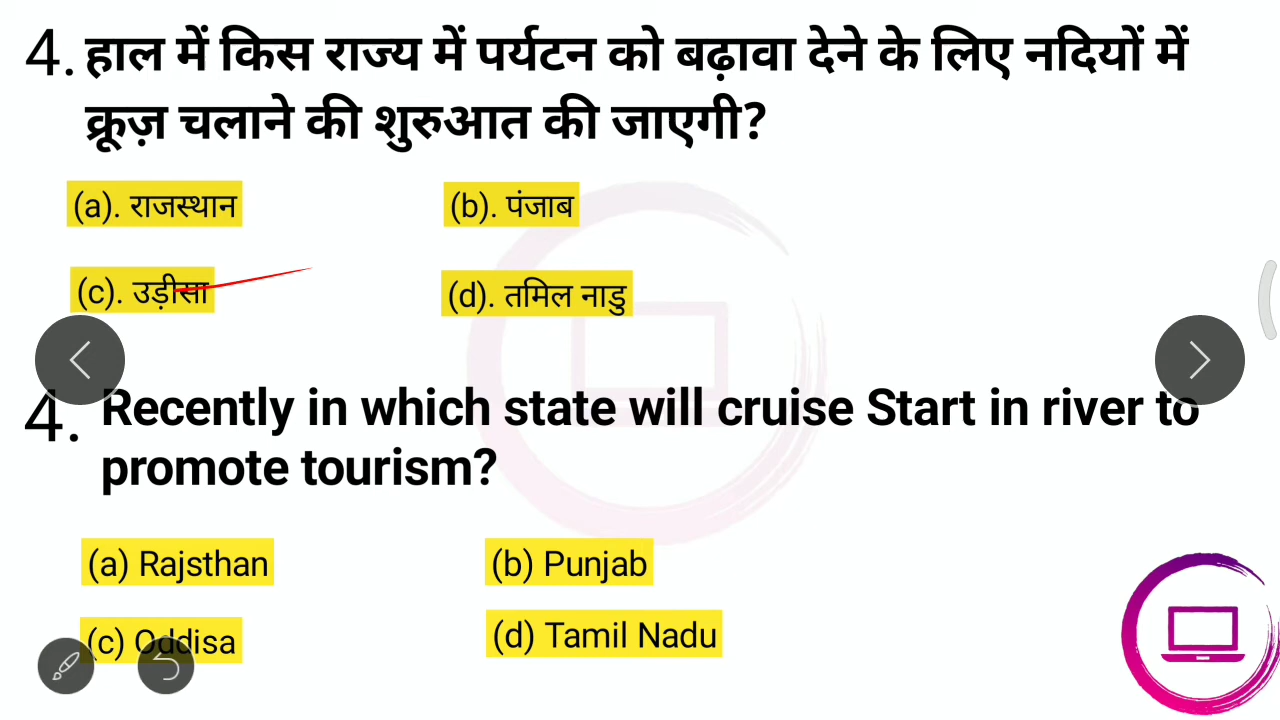 4. हाल में किस राज्य में पर्यटन को बढ़ावा देने के लिए नदियों में
क्रूज़ चलाने की शुरुआत की जाएगी?
(a). राजस्थान (b). पंजाब
(c). उड़ीसा (d). तमिल नाडु
4. Recently in which state will cruise Start in river to
promote tourism?
(a) Rajsthan (b) Punjab
(c) Oddisa (d) Tamil Nadu